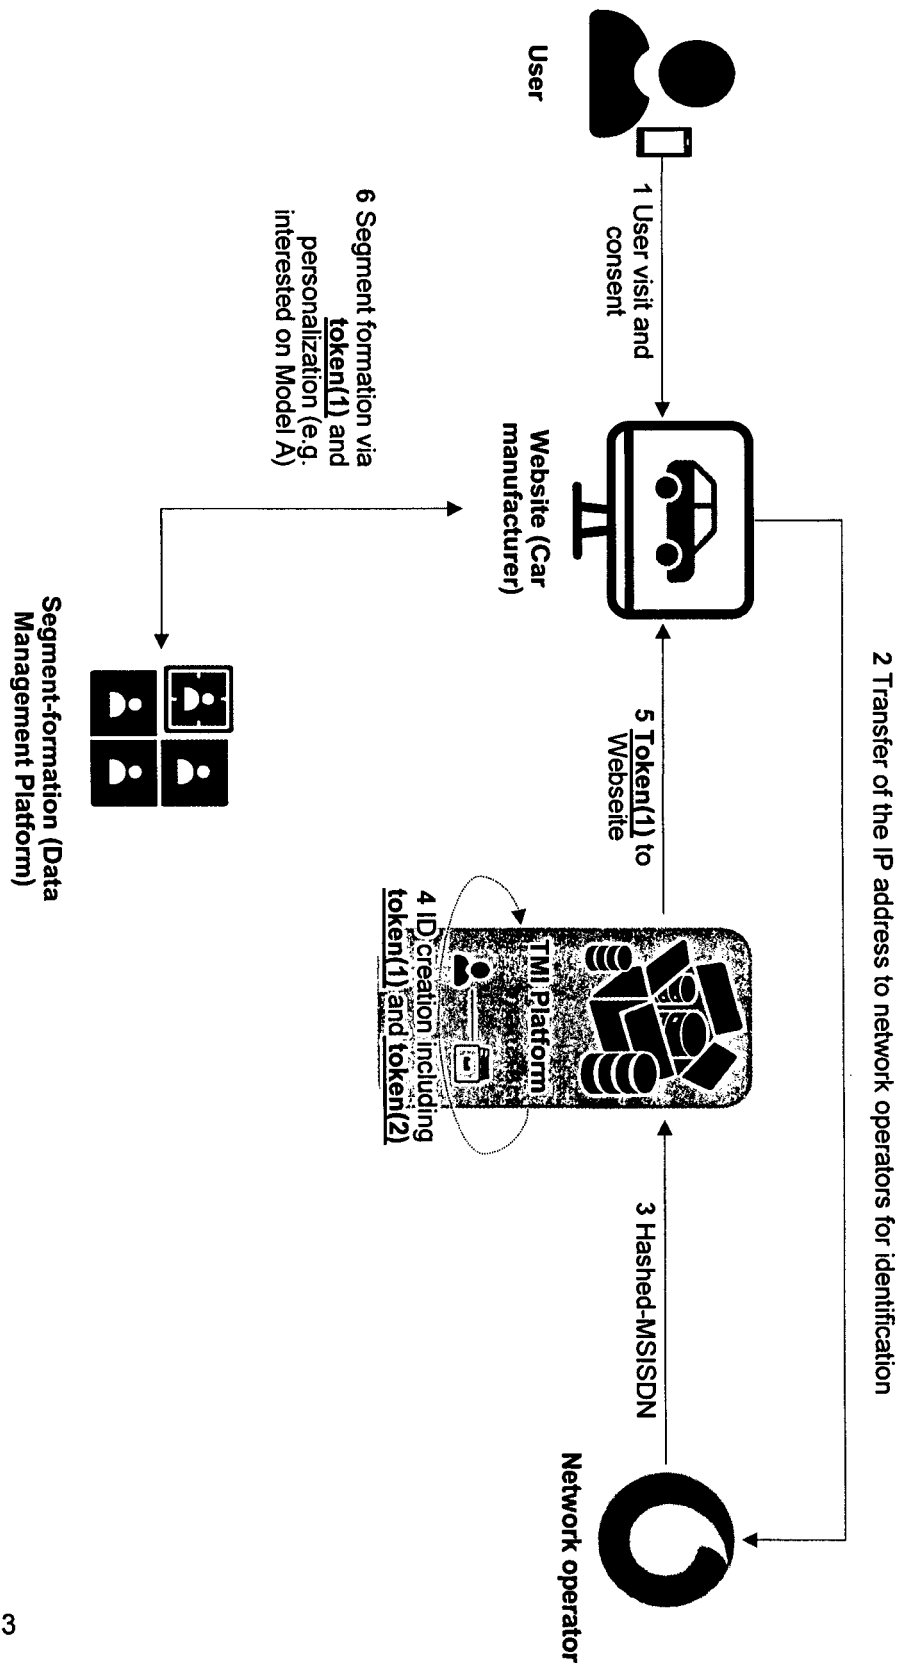 2 Transfer of the IP address to network operators for identification
User
1 User visit and
consent
Website (Car
manufacturer)
5 Token(1) to
Webseite
TMI Platform
4 ID creation including
token(1) and token(2)
3 Hashed-MSISDN
Network operator
6 Segment formation via
token(1) and
personalization (e.g.
interested on Model A)
Segment-formation (Data
Management Platform)
3